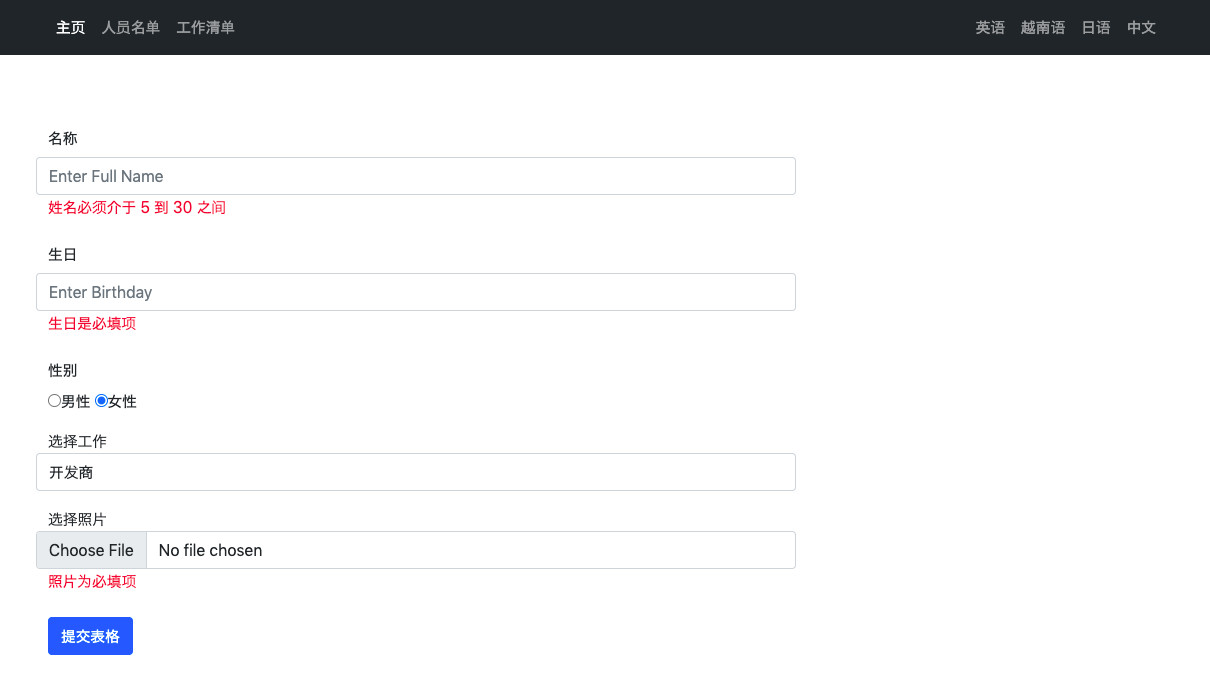 主页 人员名单 工作清单 英语 越南语 日语 中文
名称
Enter Full Name
姓名必须介于 5 到 30 之间
生日
Enter Birthday
生日是必填项
性别
男性 女性
选择工作
开发商
选择照片
Choose File No file chosen
照片为必填项
提交表格